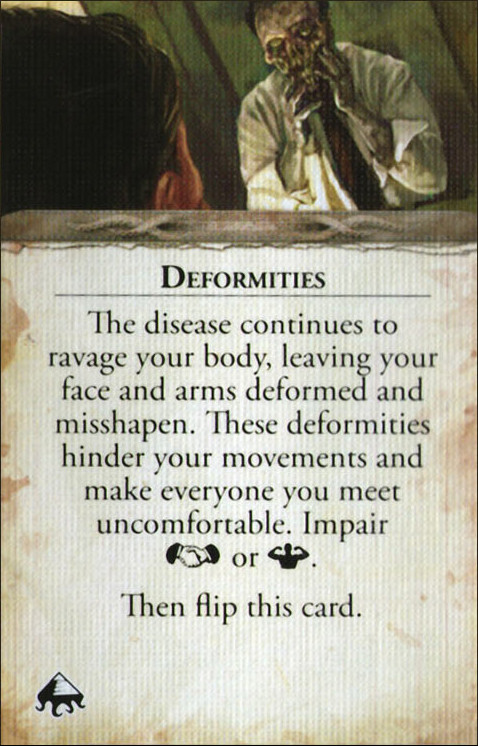 DEFORMITIES
The disease continues to
ravage your body, leaving your
face and arms deformed and
misshapen. These deformities
hinder your movements and
make everyone you meet
uncomfortable. Impair
or .
Then flip this card.